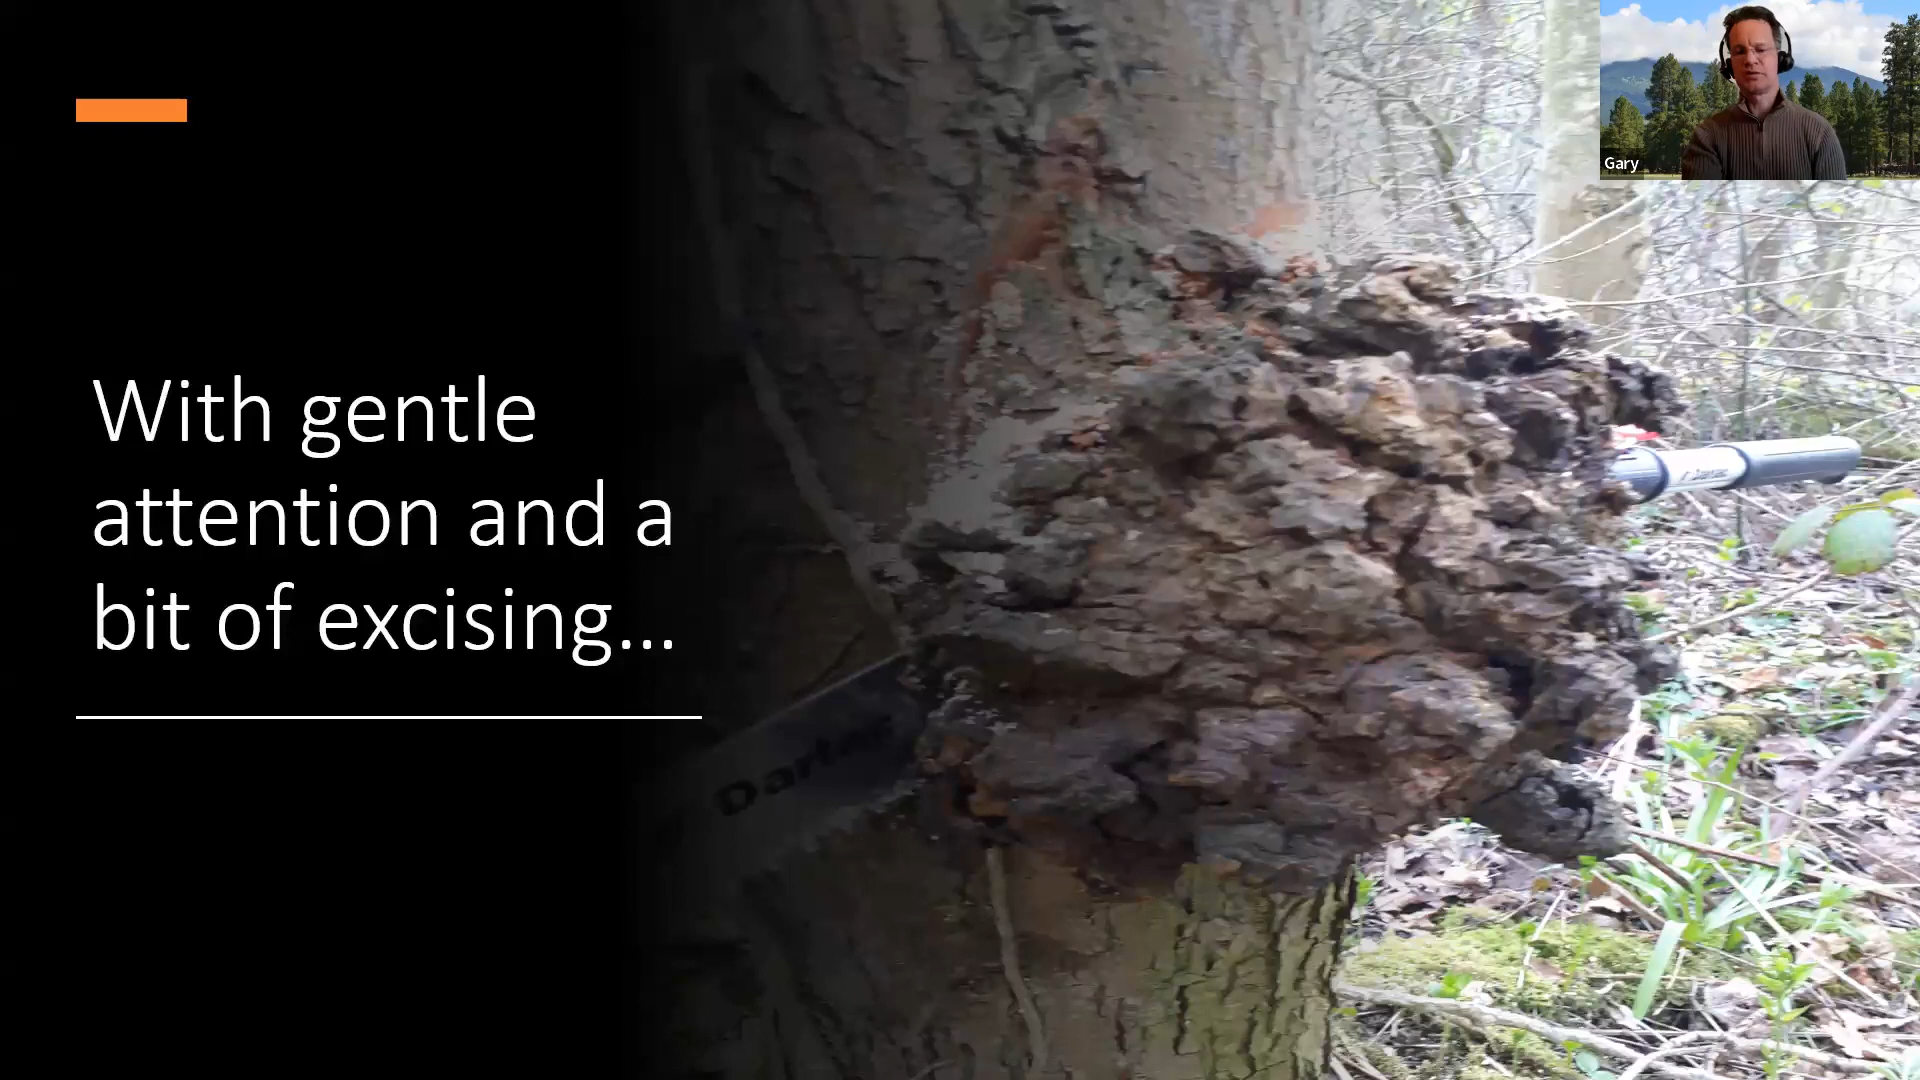 With gentle
attention and a
bit of excising...
Gary